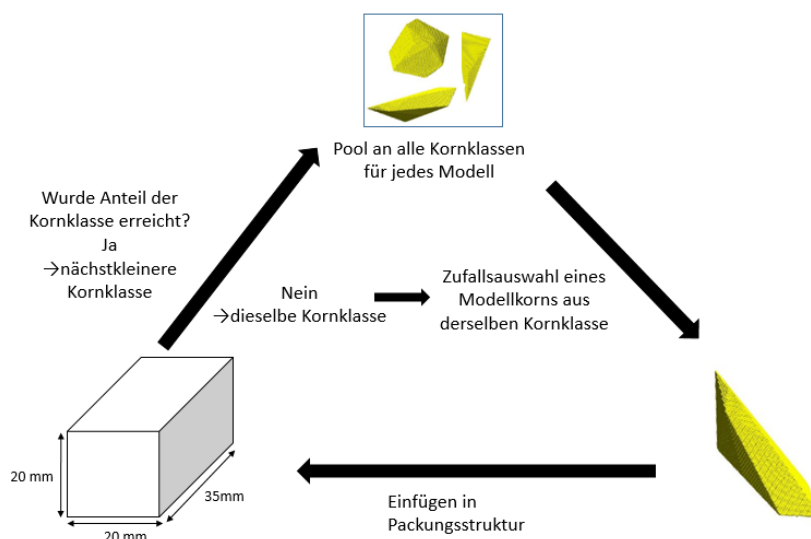 Pool an alle Kornklassen
für jedes Modell
Wurde Anteil der
Kornklasse erreicht?
Ja
→nächstkleinere
Kornklasse
Nein
→dieselbe Kornklasse
Zufallsauswahl eines
Modellkorns aus
derselben Kornklasse
20 mm
35mm
20 mm
Einfügen in
Packungsstruktur